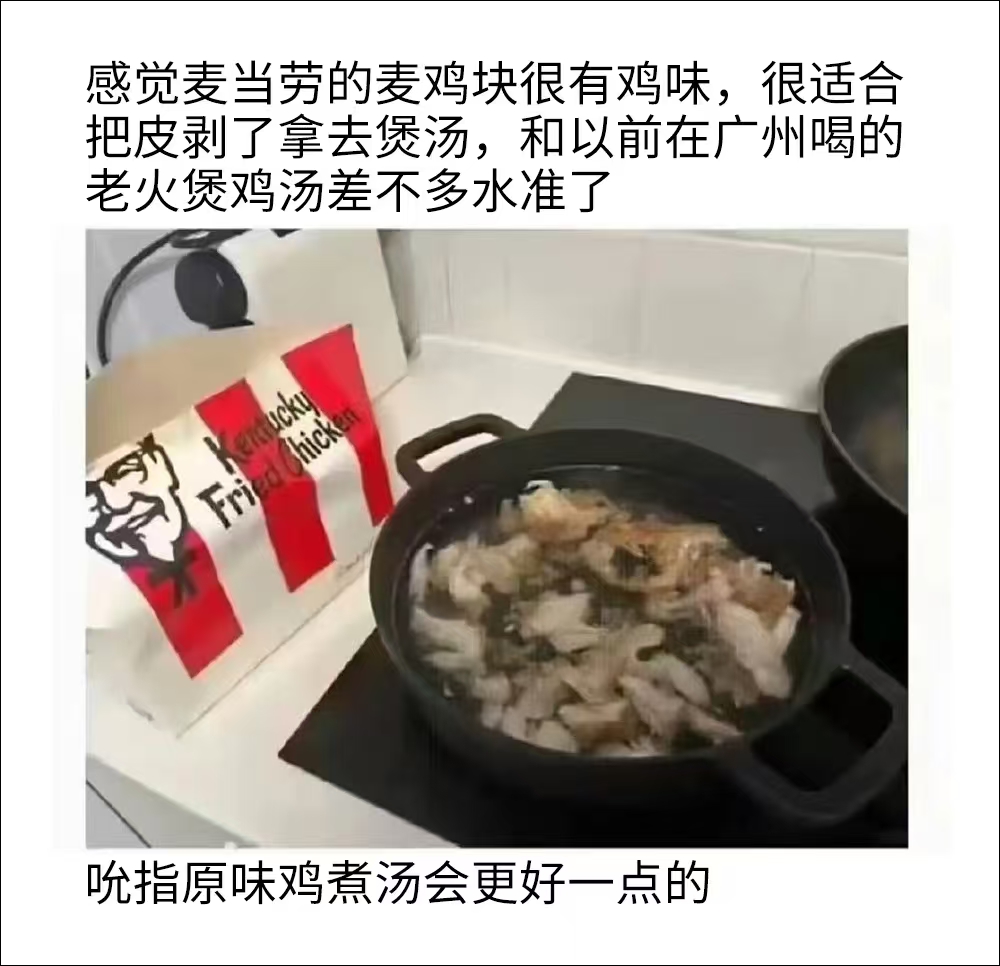 感觉麦当劳的麦鸡块很有鸡味，很适合
把皮剥了拿去煲汤，和以前在广州喝的
老火煲鸡汤差不多水准了
Kentucky
Fried Chicken
吮指原味鸡煮汤会更好一点的